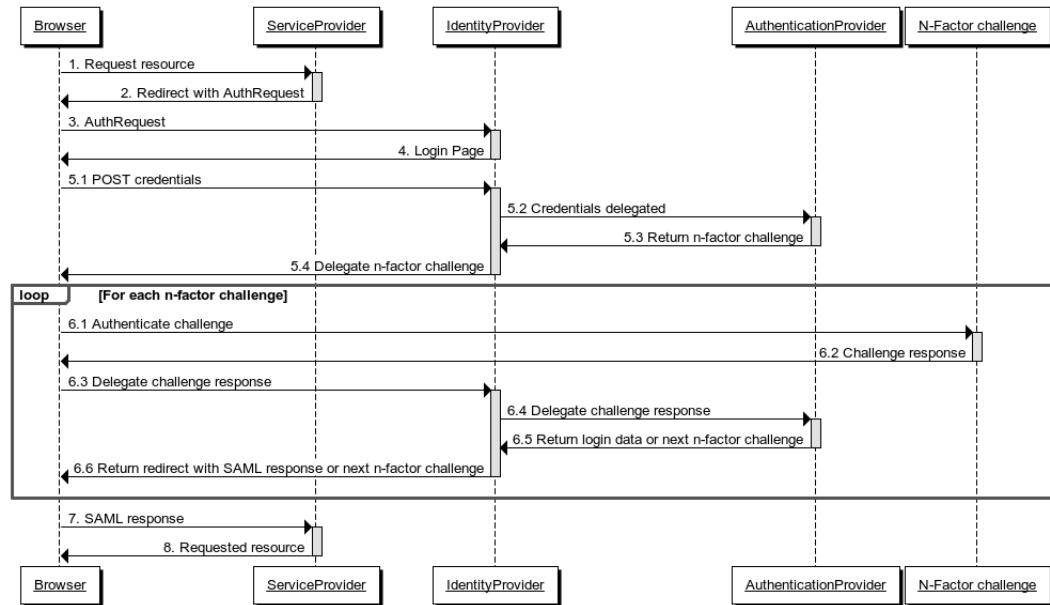 Browser
ServiceProvider
IdentityProvider
AuthenticationProvider
N-Factor challenge
1. Request resource
2. Redirect with AuthRequest
3. AuthRequest
4. Login Page
5.1 POST credentials
5.2 Credentials delegated
5.3 Return n-factor challenge
5.4 Delegate n-factor challenge
loop
[For each n-factor challenge]
6.1 Authenticate challenge
6.2 Challenge response
6.3 Delegate challenge response
6.4 Delegate challenge response
6.5 Return login data or next n-factor challenge
6.6 Return redirect with SAML response or next n-factor challenge
7. SAML response
8. Requested resource
Browser
ServiceProvider
IdentityProvider
AuthenticationProvider
N-Factor challenge